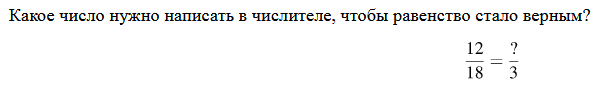 Какое число нужно написать в числителе, чтобы равенство стало верным?
12/18 = ?/3